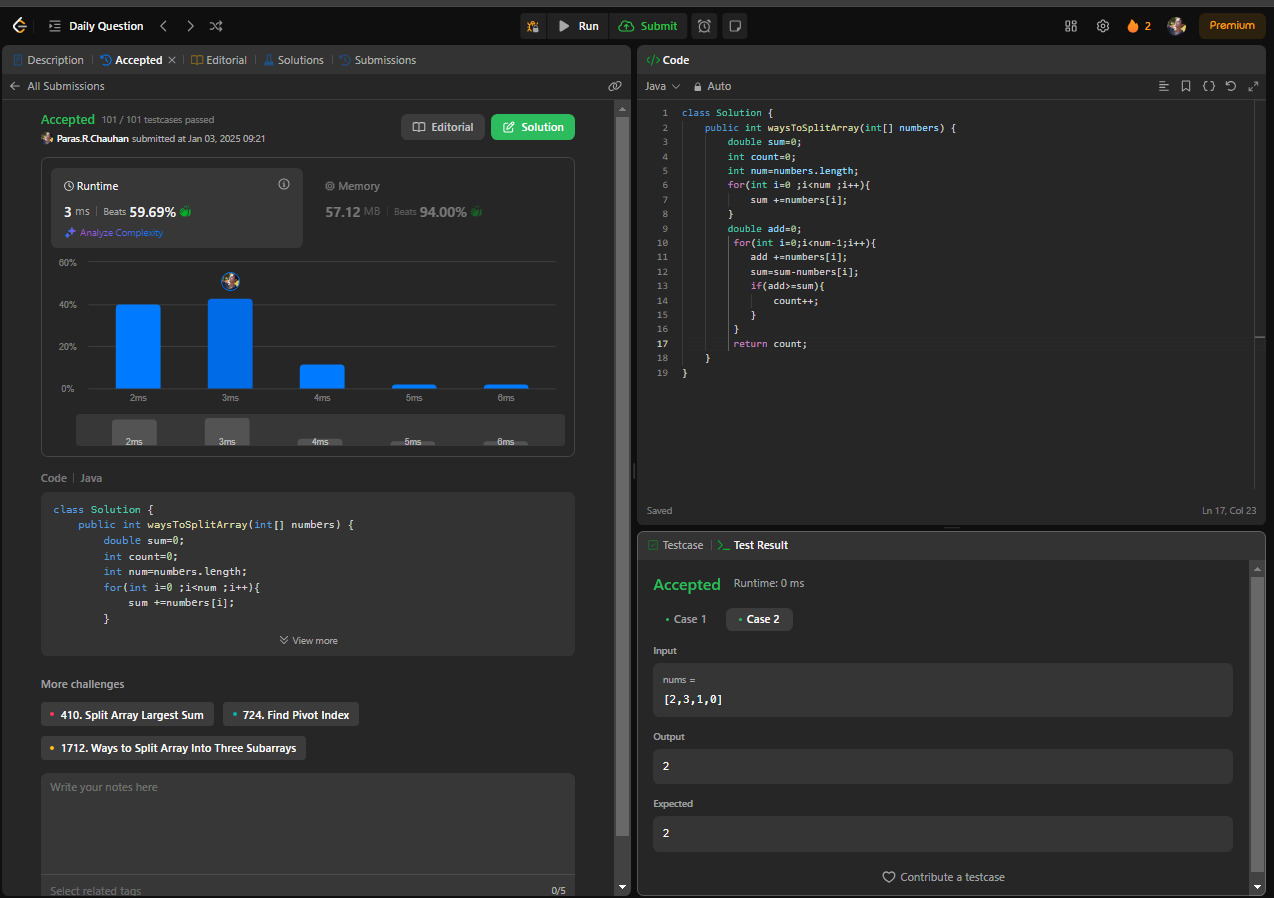 Daily Question
Run
Submit
2
Premium
Description
Accepted
Editorial
Solutions
Submissions
All Submissions
Accepted 101 / 101 testcases passed
Paras.R.Chauhan submitted at Jan 03, 2025 09:21
Editorial
Solution
Runtime
3 ms | Beats 59.69%
Analyze Complexity
Memory
57.12 MB | Beats 94.00%
60%
40%
20%
0%
2ms 3ms 4ms 5ms 6ms
2ms 3ms 4ms 5ms 6ms
Code | Java
class Solution {
public int waysToSplitArray(int[] numbers) {
double sum=0;
int count=0;
int num=numbers.length;
for(int i=0 ;i<num ;i++){
sum +=numbers[i];
}
View more
More challenges
410. Split Array Largest Sum
724. Find Pivot Index
1712. Ways to Split Array Into Three Subarrays
Write your notes here
Select related tags
0/5
</> Code
Java
Auto
1 class Solution {
2 public int waysToSplitArray(int[] numbers) {
3 double sum=0;
4 int count=0;
5 int num=numbers.length;
6 for(int i=0 ;i<num ;i++){
7 sum +=numbers[i];
8 }
9 double add=0;
10 for(int i=0;i<num-1;i++){
11 add +=numbers[i];
12 sum=sum-numbers[i];
13 if(add>=sum){
14 count++;
15 }
16 }
17 return count;
18 }
19 }
Saved
Ln 17, Col 23
Testcase
>_ Test Result
Accepted Runtime: 0 ms
Case 1
Case 2
Input
nums =
[2,3,1,0]
Output
2
Expected
2
Contribute a testcase